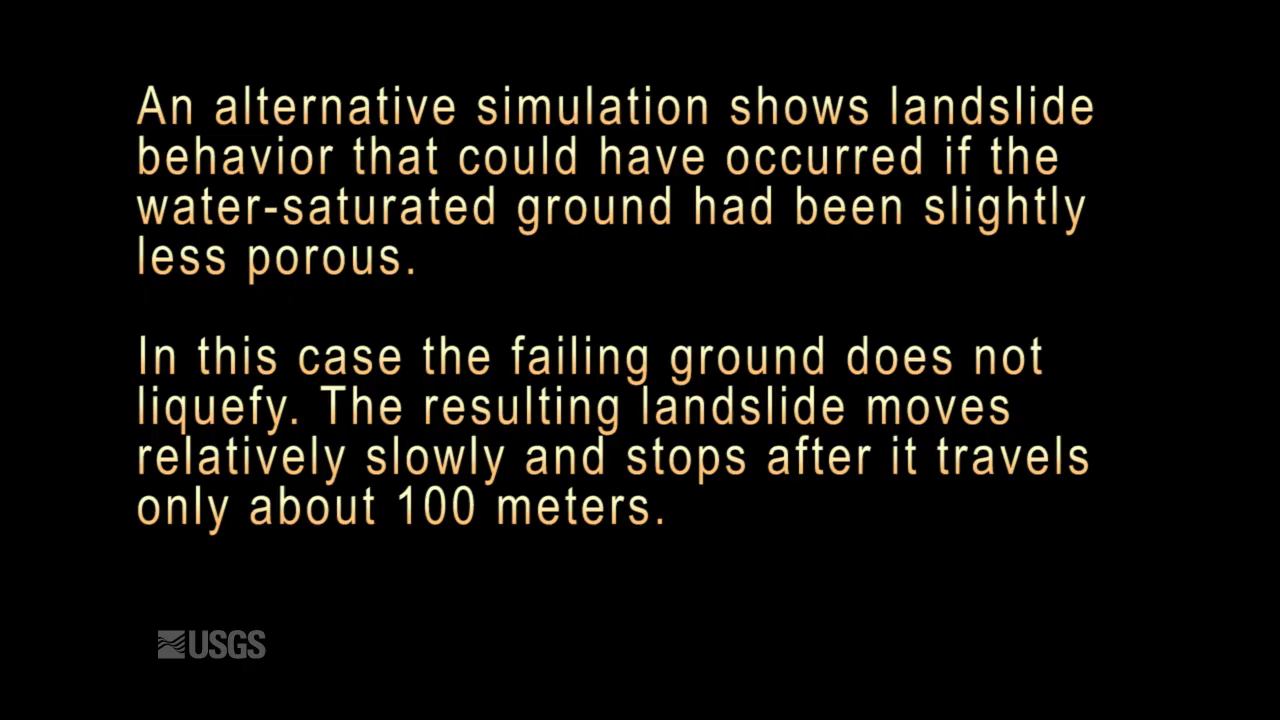 An alternative simulation shows landslide
behavior that could have occurred if the
water-saturated ground had been slightly
less porous.
In this case the failing ground does not
liquefy. The resulting landslide moves
relatively slowly and stops after it travels
only about 100 meters.
USGS